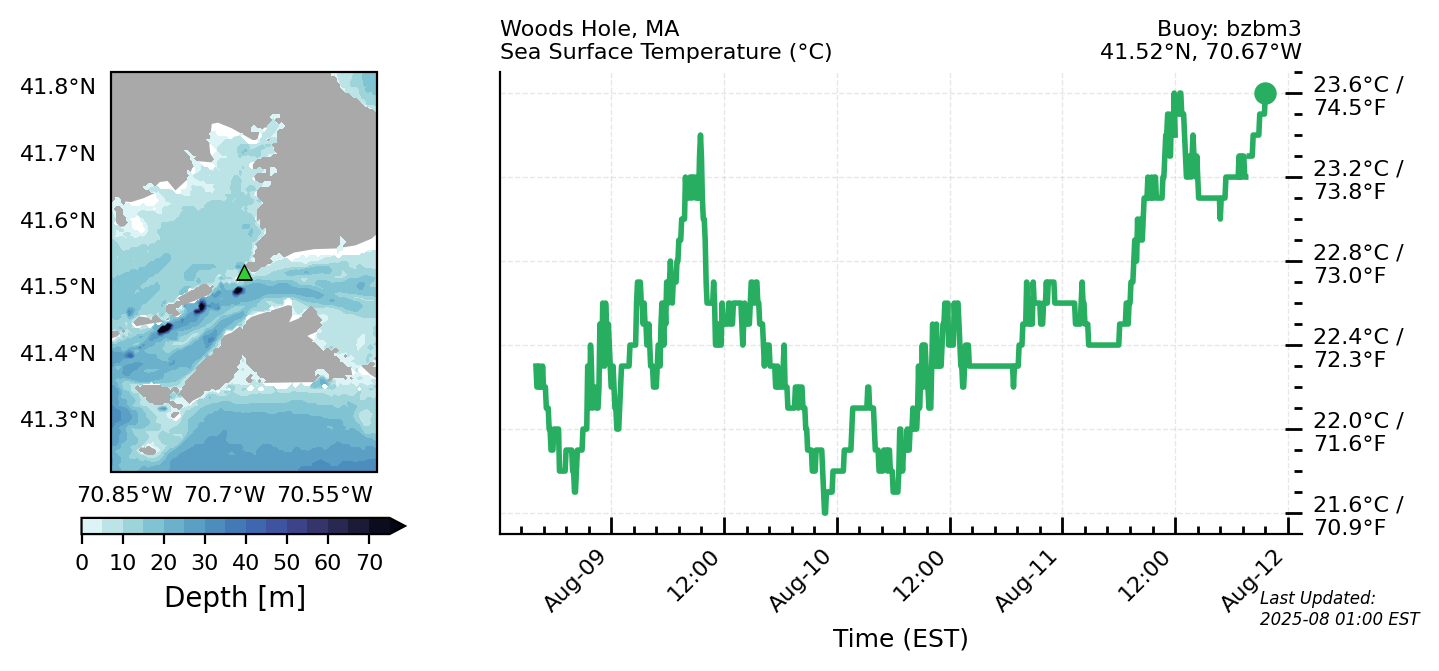 Woods Hole, MA
Sea Surface Temperature (°C)
Buoy: bzbm3
41.52°N, 70.67°W
41.8°N
41.7°N
41.6°N
41.5°N
41.4°N
41.3°N
70.85°W 70.7°W 70.55°W
0 10 20 30 40 50 60 70
Depth [m]
23.6°C /
74.5°F
23.2°C /
73.8°F
22.8°C /
73.0°F
22.4°C /
72.3°F
22.0°C /
71.6°F
21.6°C /
70.9°F
Aug-09
12:00
Aug-10
12:00
Aug-11
12:00
Aug-12
Time (EST)
Last Updated:
2025-08 01:00 EST